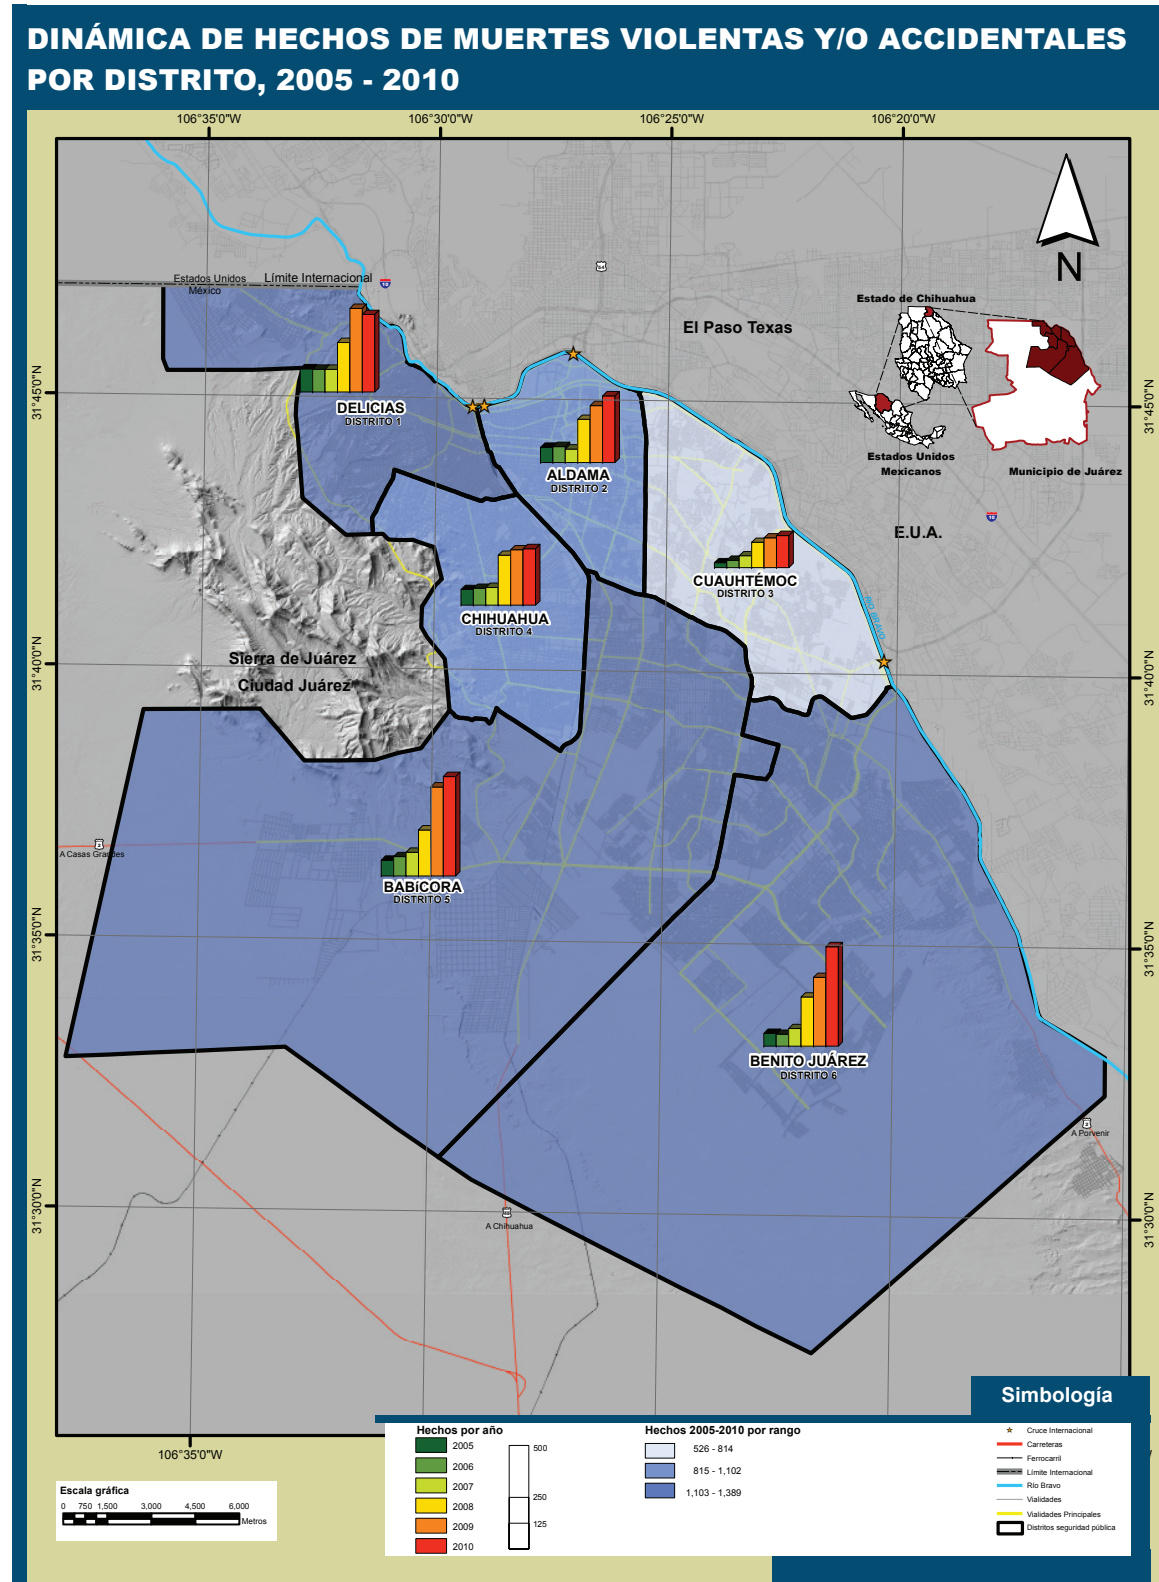 DINÁMICA DE HECHOS DE MUERTES VIOLENTAS Y/O ACCIDENTALES
POR DISTRITO, 2005 - 2010
106°35'0"W
106°30'0"W
106°25'0"W
106°20'0"W
N
Estados Unidos
México
Límite Internacional
10
54
El Paso Texas
Estado de Chihuahua
Estados Unidos
Mexicanos
Municipio de Juárez
31°45'0"N
31°45'0"N
DELICIAS
DISTRITO 1
ALDAMA
DISTRITO 2
10
E.U.A.
CUAUHTÉMOC
DISTRITO 3
RIO BRAVO
CHIHUAHUA
DISTRITO 4
Sierra de Juárez
Ciudad Juárez
31°40'0"N
31°40'0"N
2
A Casas Grandes
BABíCORA
DISTRITO 5
31°35'0"N
31°35'0"N
BENITO JUÁREZ
DISTRITO 6
2
A Porvenir
31°30'0"N
31°30'0"N
A Chihuahua
106°35'0"W
Simbología
Hechos por año
2005
2006
2007
2008
2009
2010
500
250
125
Hechos 2005-2010 por rango
526 - 814
815 - 1,102
1,103 - 1,389
Cruce Internacional
Carreteras
Ferrocarril
Límite Internacional
Río Bravo
Vialidades
Vialidades Principales
Distritos seguridad pública
Escala gráfica
0 750 1,500 3,000 4,500 6,000
Metros